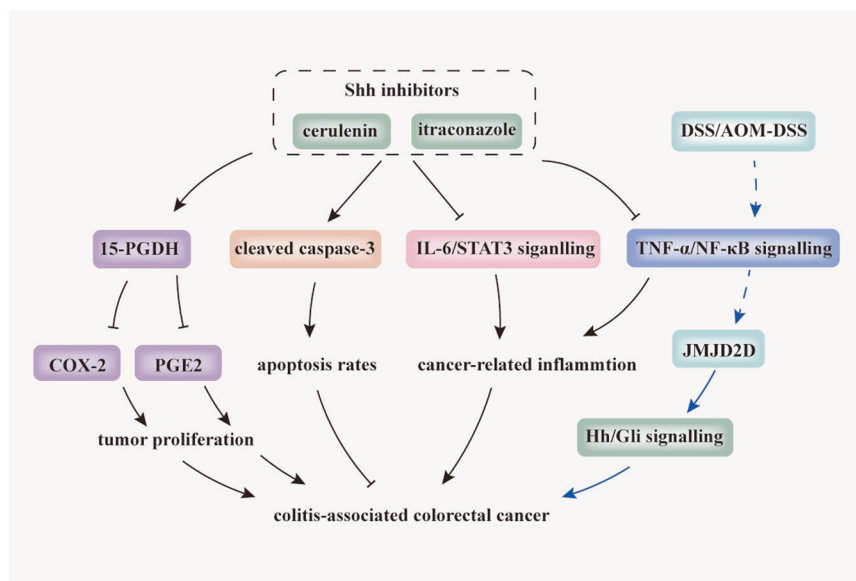 Shh inhibitors
cerulenin
itraconazole
DSS/AOM-DSS
15-PGDH
cleaved caspase-3
IL-6/STAT3 siganlling
TNF-α/NF-κB signalling
COX-2
PGE2
apoptosis rates
cancer-related inflammtion
JMJD2D
tumor proliferation
Hh/Gli signalling
colitis-associated colorectal cancer